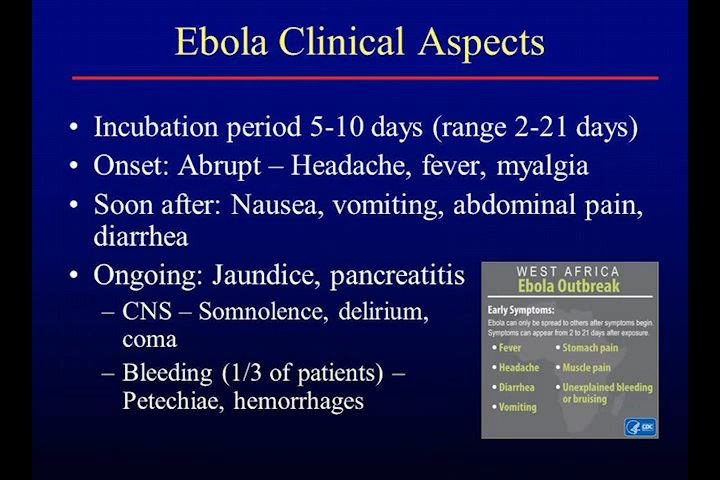 Ebola Clinical Aspects
• Incubation period 5-10 days (range 2-21 days)
• Onset: Abrupt – Headache, fever, myalgia
• Soon after: Nausea, vomiting, abdominal pain,
diarrhea
• Ongoing: Jaundice, pancreatitis
– CNS – Somnolence, delirium,
coma
– Bleeding (1/3 of patients) –
Petechiae, hemorrhages
WEST AFRICA
Ebola Outbreak
Early Symptoms:
Ebola can only be spread to others after symptoms begin.
Symptoms can appear from 2 to 21 days after exposure.
• Fever
• Headache
• Diarrhea
• Vomiting
• Stomach pain
• Muscle pain
• Unexplained bleeding
or bruising
CDC